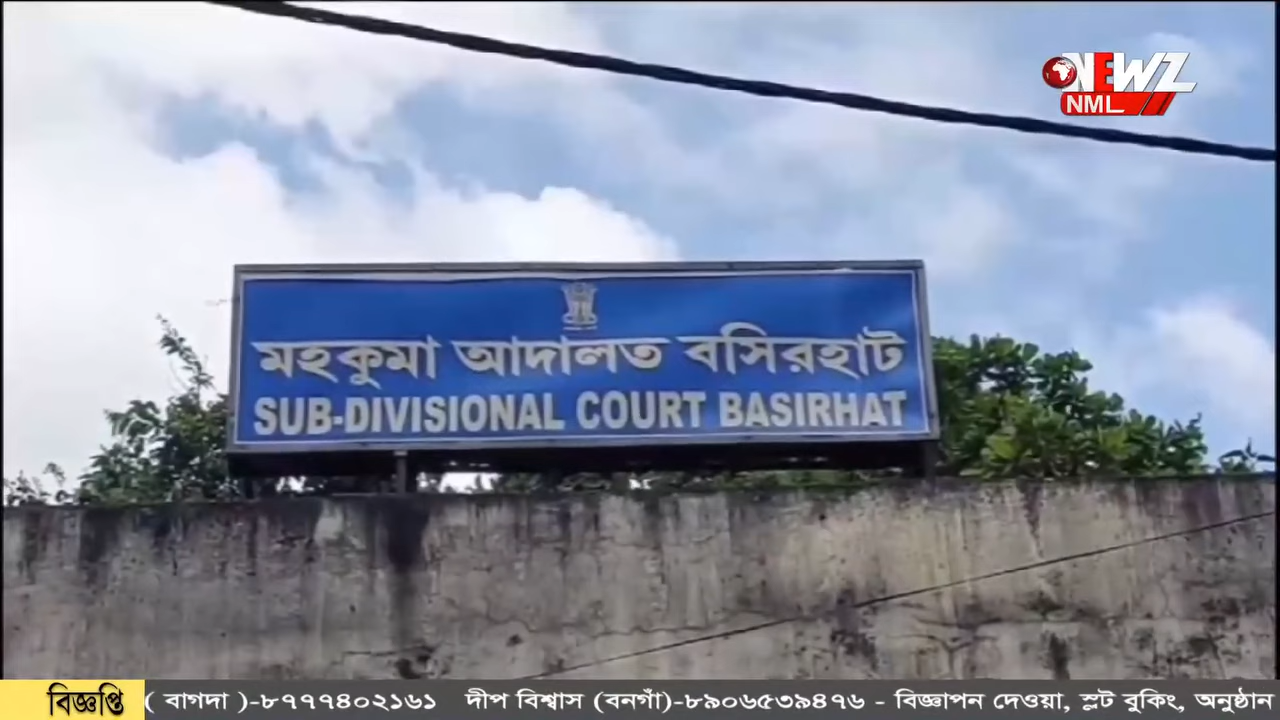 NEWZ
NML
মহকুমা আদালত বসিরহাট
SUB-DIVISIONAL COURT BASIRHAT
বিজ্ঞপ্তি ( বাগদা )-৮৭৭৭৪০২১৬১ দীপ বিশ্বাস (বনগাঁ)-৮৯০৬৫৩৯৪৭৬ - বিজ্ঞাপন দেওয়া, স্লট বুকিং, অনুষ্ঠান